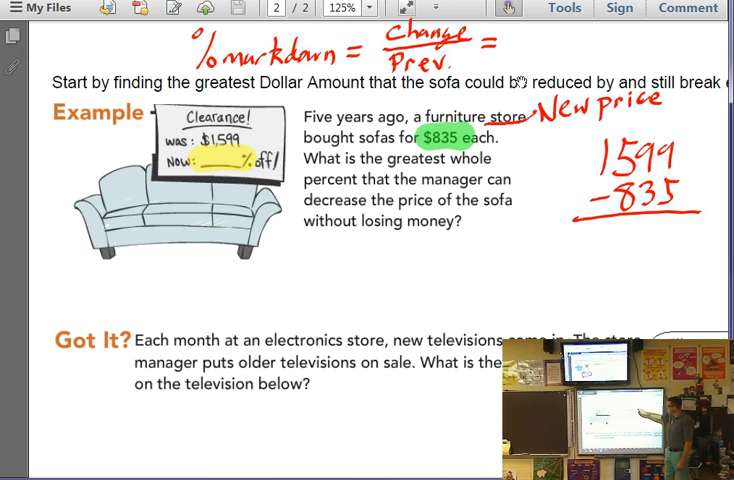 My Files
2 / 2
125%
Tools
Sign
Comment
% markdown = Change / Prev. =
Start by finding the greatest Dollar Amount that the sofa could be reduced by and still break
Example
Clearance!
was: $1,599
Now: ___ % off!
Five years ago, a furniture store
bought sofas for $835 each.
What is the greatest whole
percent that the manager can
decrease the price of the sofa
without losing money?
New price
1599
-835
Got It? Each month at an electronics store, new televisions come in. The store
manager puts older televisions on sale. What is the
on the television below?